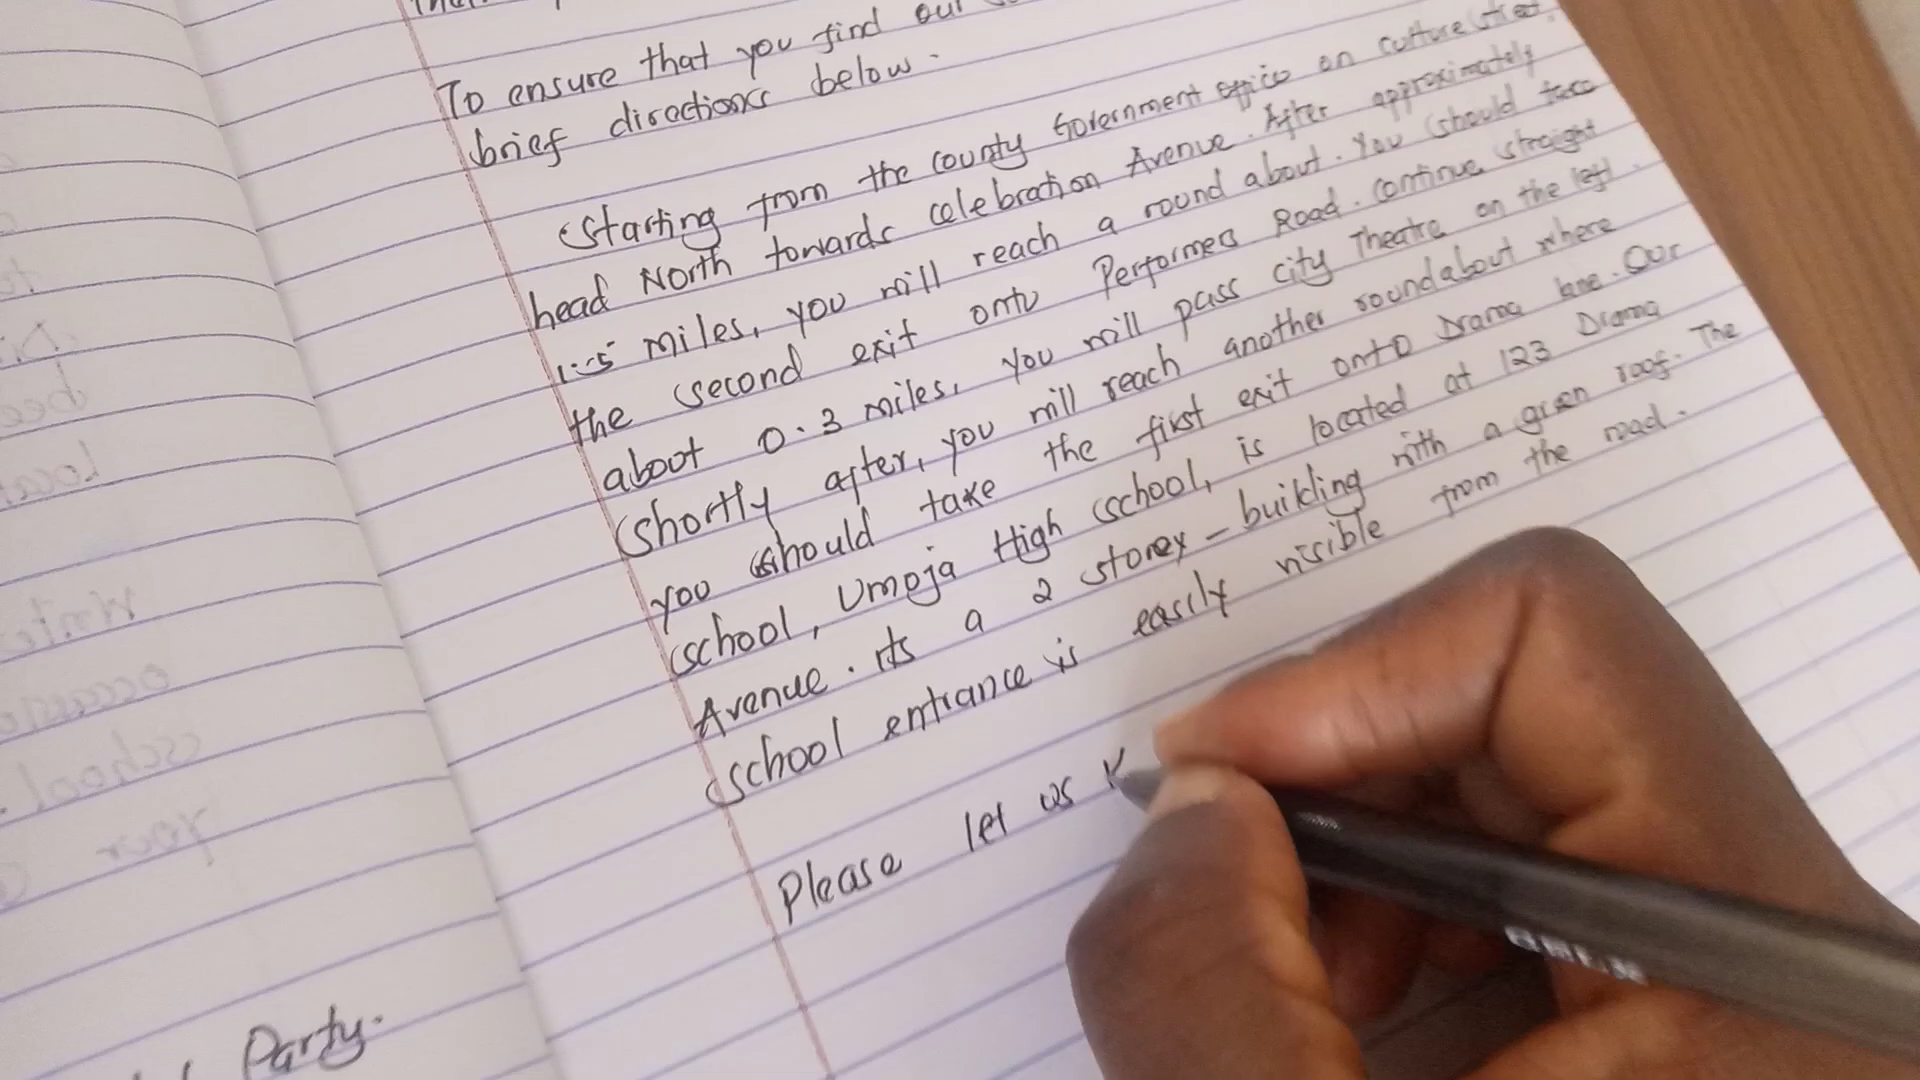 To ensure that you find our
brief directions below.
Starting from the county Government office on culture street.
head North towards celebration Avenue. After approximately
1.5 miles, you will reach a round about. You should take
the second exit onto Performers Road. continue straight
about 0.3 miles, you will pass city Theatre on the left.
Shortly after, you will reach another roundabout where
you should take the first exit onto Drama lane. Our
school, Umoja High school, is located at 123 Drama
Avenue. Its a 2 storey-building with a green roof. The
school entrance is easily visible from the road.
Please let us K
Party.